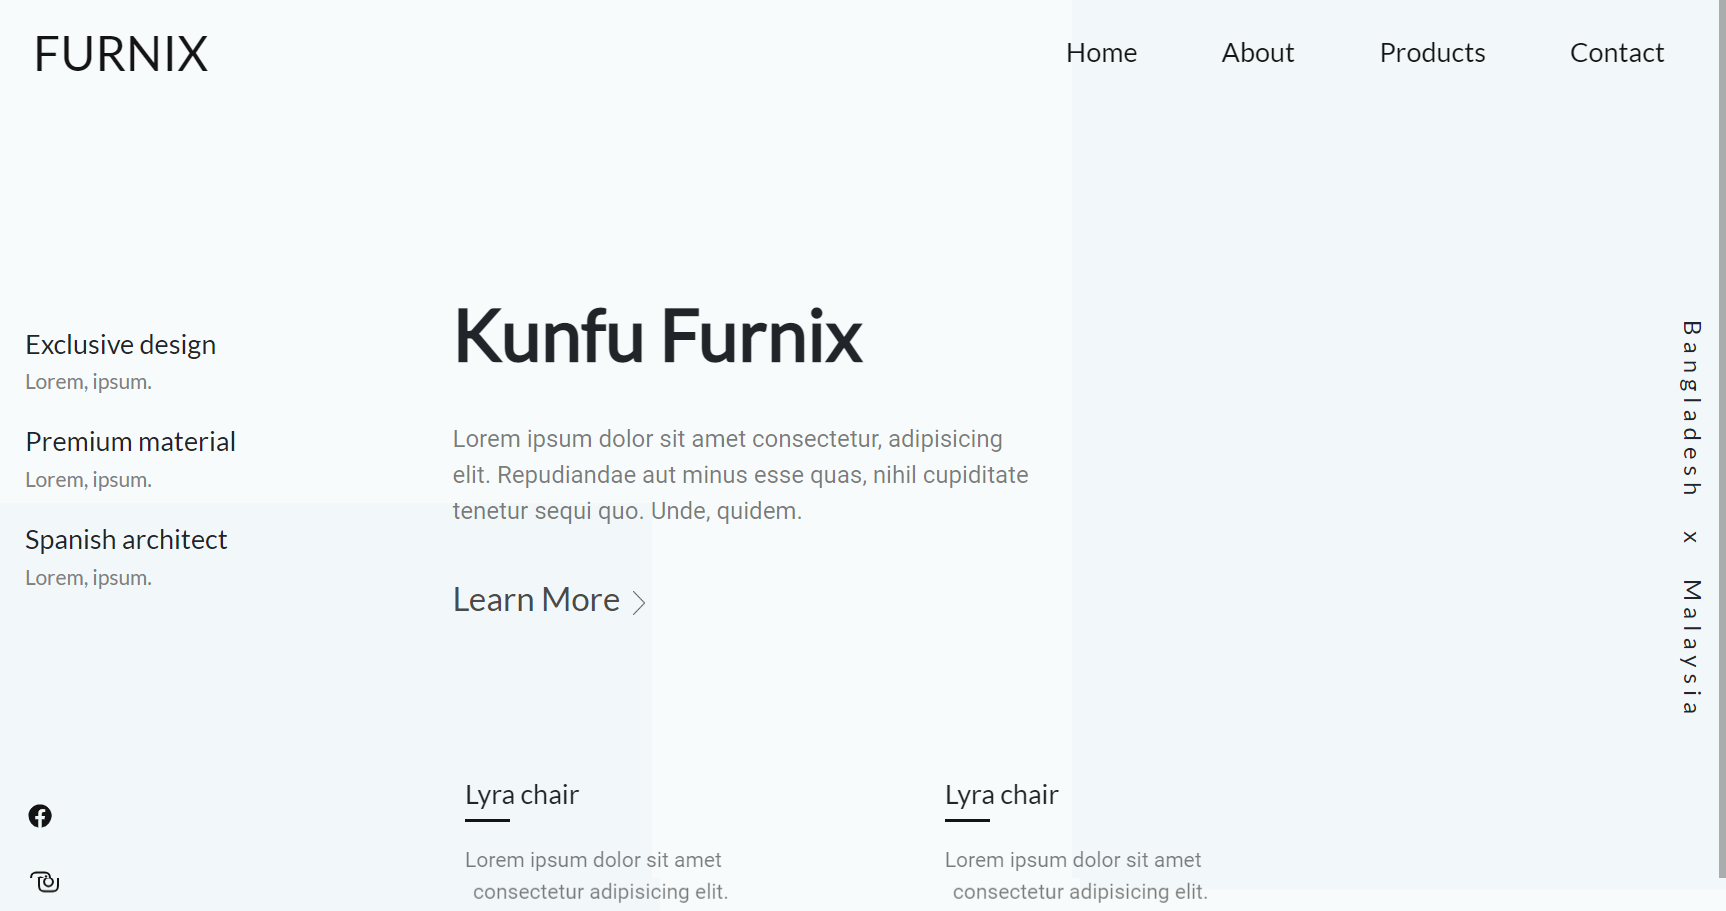 FURNIX
Home
About
Products
Contact
Exclusive design
Lorem, ipsum.
Premium material
Lorem, ipsum.
Spanish architect
Lorem, ipsum.
Kunfu Furnix
Lorem ipsum dolor sit amet consectetur, adipisicing
elit. Repudiandae aut minus esse quas, nihil cupiditate
tenetur sequi quo. Unde, quidem.
Learn More
Bangladesh x Malaysia
Lyra chair
Lorem ipsum dolor sit amet
consectetur adipisicing elit.
Lyra chair
Lorem ipsum dolor sit amet
consectetur adipisicing elit.